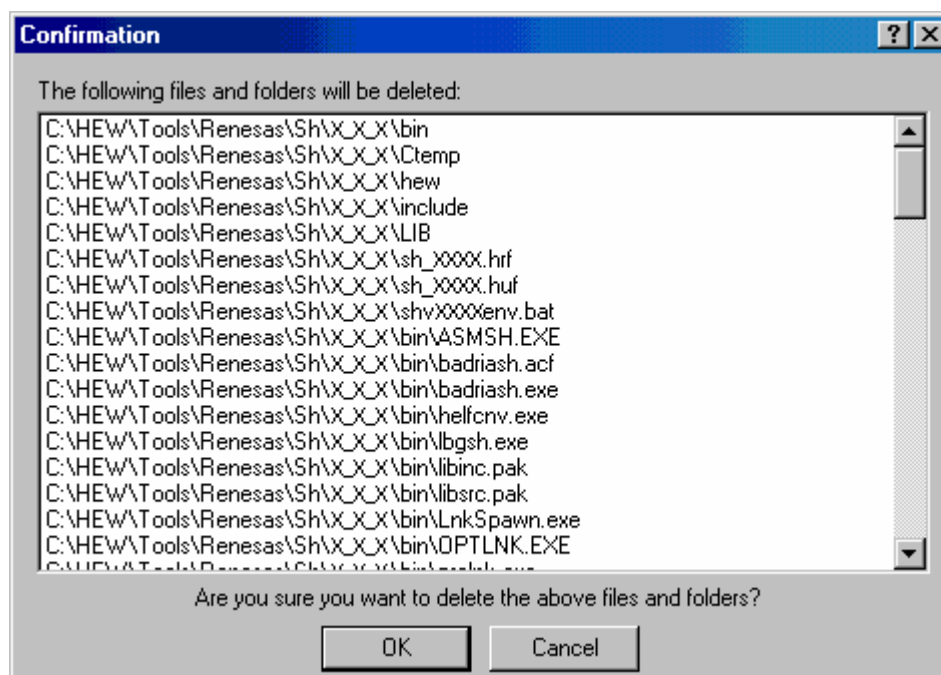 Confirmation
The following files and folders will be deleted:
C:\HEW\Tools\Renesas\Sh\X_X_X\bin
C:\HEW\Tools\Renesas\Sh\X_X_X\Ctemp
C:\HEW\Tools\Renesas\Sh\X_X_X\hew
C:\HEW\Tools\Renesas\Sh\X_X_X\include
C:\HEW\Tools\Renesas\Sh\X_X_X\LIB
C:\HEW\Tools\Renesas\Sh\X_X_X\sh_XXXX.hrf
C:\HEW\Tools\Renesas\Sh\X_X_X\sh_XXXX.huf
C:\HEW\Tools\Renesas\Sh\X_X_X\shvXXXXenv.bat
C:\HEW\Tools\Renesas\Sh\X_X_X\bin\ASMSH.EXE
C:\HEW\Tools\Renesas\Sh\X_X_X\bin\badriash.acf
C:\HEW\Tools\Renesas\Sh\X_X_X\bin\badriash.exe
C:\HEW\Tools\Renesas\Sh\X_X_X\bin\helfcnv.exe
C:\HEW\Tools\Renesas\Sh\X_X_X\bin\lbgsh.exe
C:\HEW\Tools\Renesas\Sh\X_X_X\bin\libinc.pak
C:\HEW\Tools\Renesas\Sh\X_X_X\bin\libsrc.pak
C:\HEW\Tools\Renesas\Sh\X_X_X\bin\LnkSpawn.exe
C:\HEW\Tools\Renesas\Sh\X_X_X\bin\OPTLNK.EXE
Are you sure you want to delete the above files and folders?
OK Cancel